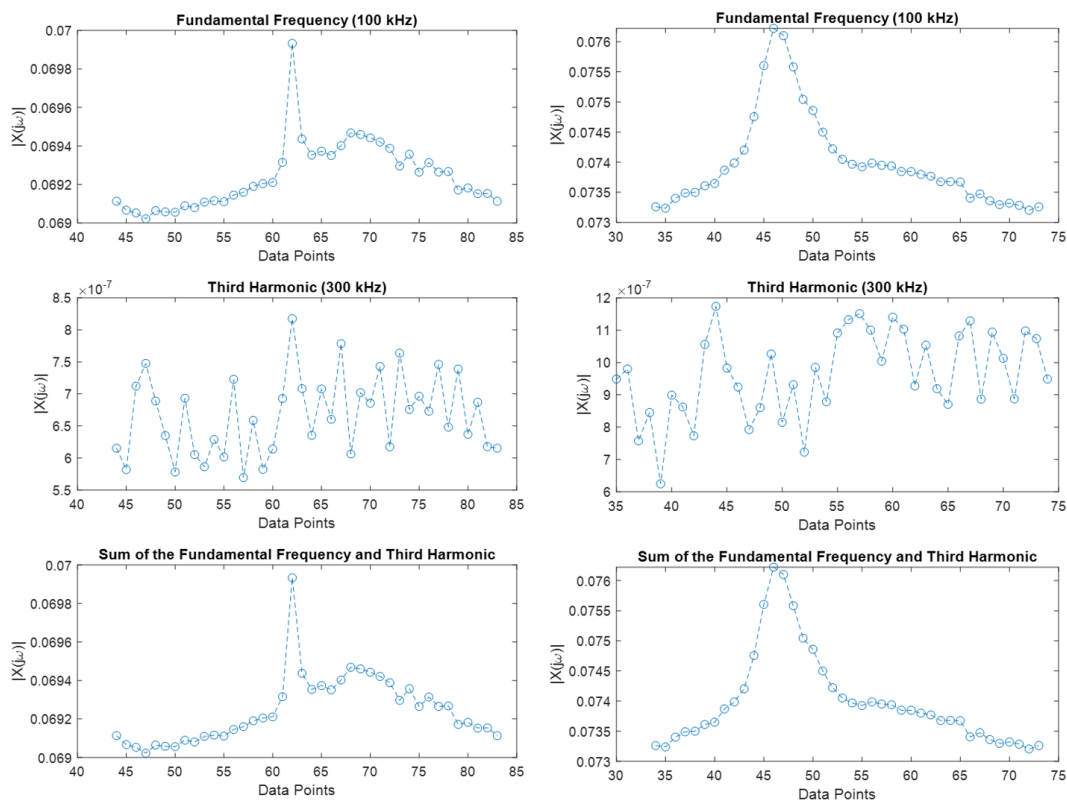 Fundamental Frequency (100 kHz)
0.07
0.0698
0.0696
0.0694
0.0692
0.069
|X(jω)|
40 45 50 55 60 65 70 75 80 85
Data Points
Fundamental Frequency (100 kHz)
0.076
0.0755
0.075
0.0745
0.074
0.0735
0.073
|X(jω)|
30 35 40 45 50 55 60 65 70 75
Data Points
Third Harmonic (300 kHz)
×10⁻⁷
8.5
8
7.5
7
6.5
6
5.5
|X(jω)|
40 45 50 55 60 65 70 75 80 85
Data Points
Third Harmonic (300 kHz)
×10⁻⁷
12
11
10
9
8
7
6
|X(jω)|
35 40 45 50 55 60 65 70 75
Data Points
Sum of the Fundamental Frequency and Third Harmonic
0.07
0.0698
0.0696
0.0694
0.0692
0.069
|X(jω)|
40 45 50 55 60 65 70 75 80 85
Data Points
Sum of the Fundamental Frequency and Third Harmonic
0.076
0.0755
0.075
0.0745
0.074
0.0735
0.073
|X(jω)|
30 35 40 45 50 55 60 65 70 75
Data Points